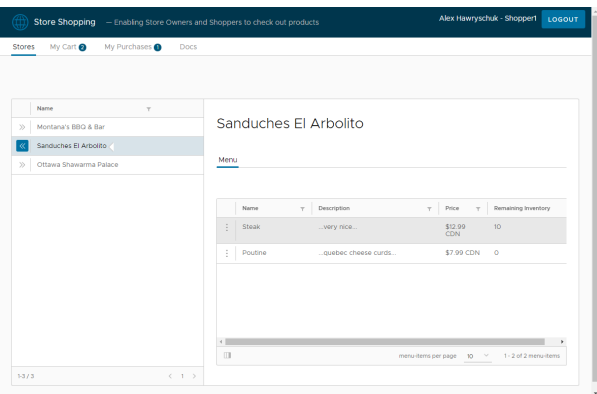 Store Shopping — Enabling Store Owners and Shoppers to check out products
Alex Hawryschuk - Shopper1 LOGOUT
Stores My Cart 2 My Purchases 1 Docs
Name
Montana's BBQ & Bar
Sanduches El Arbolito
Ottawa Shawarma Palace
1-3 / 3 1
Sanduches El Arbolito
Menu
Name Description Price Remaining Inventory
Steak ...very nice... $12.99 CDN 10
Poutine ...quebec cheese curds... $7.99 CDN 0
menu-items per page 10 1 - 2 of 2 menu-items